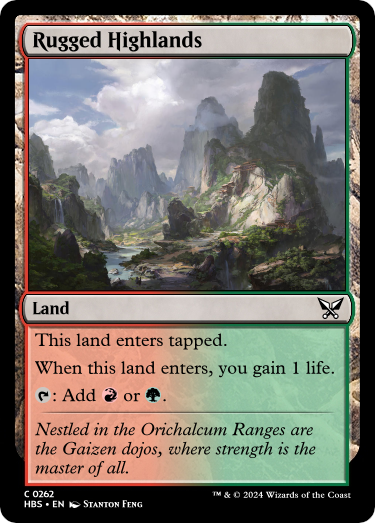 Rugged Highlands
Land
This land enters tapped.
When this land enters, you gain 1 life.
: Add or .
Nestled in the Orichalcum Ranges are
the Gaizen dojos, where strength is the
master of all.
C 0262
HBS • EN Stanton Feng
™ & © 2024 Wizards of the Coast